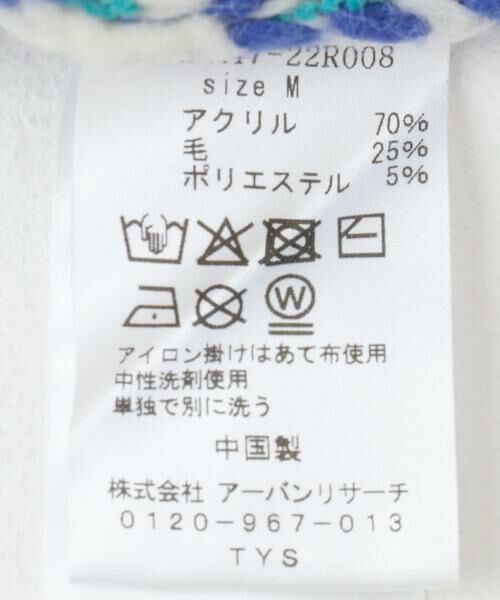 47-22R008
size M
アクリル 70%
毛 25%
ポリエステル 5%
W
アイロン掛けはあて布使用
中性洗剤使用
単独で別に洗う
中国製
株式会社 アーバンリサーチ
0120-967-013
TYS